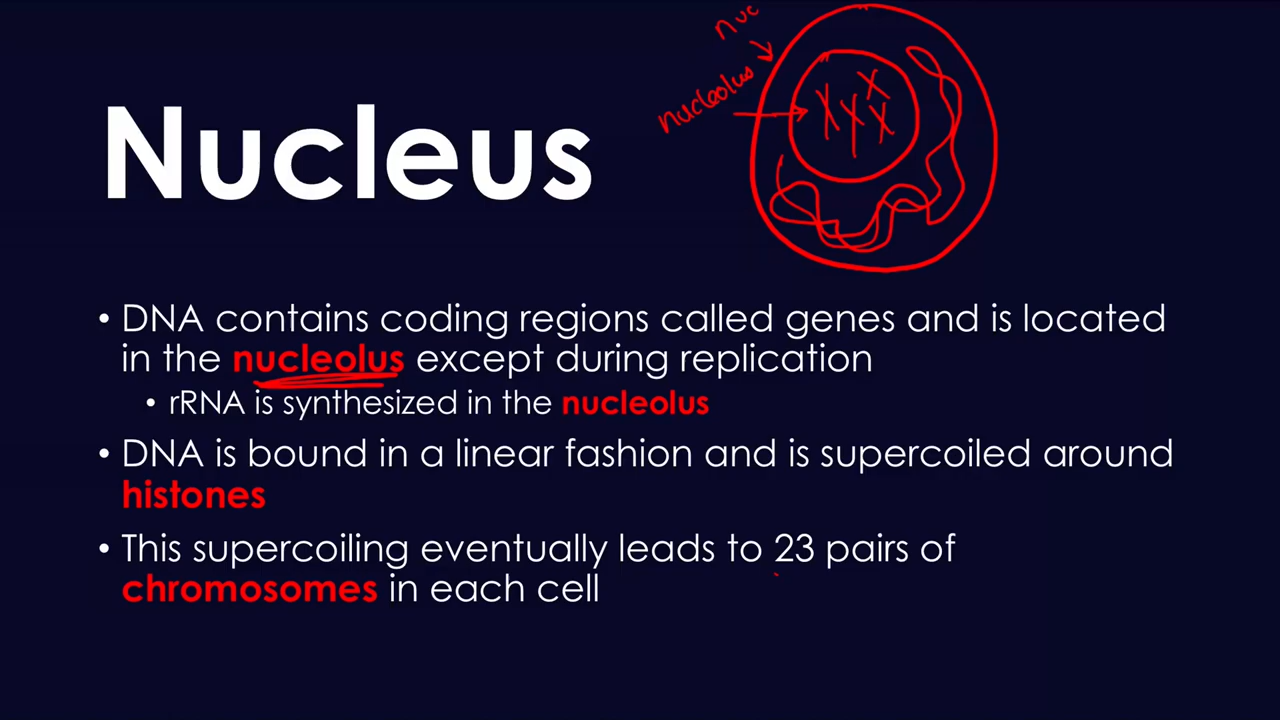 nuc
nucleolus
Nucleus
• DNA contains coding regions called genes and is located
in the nucleolus except during replication
• rRNA is synthesized in the nucleolus
• DNA is bound in a linear fashion and is supercoiled around
histones
• This supercoiling eventually leads to 23 pairs of
chromosomes in each cell